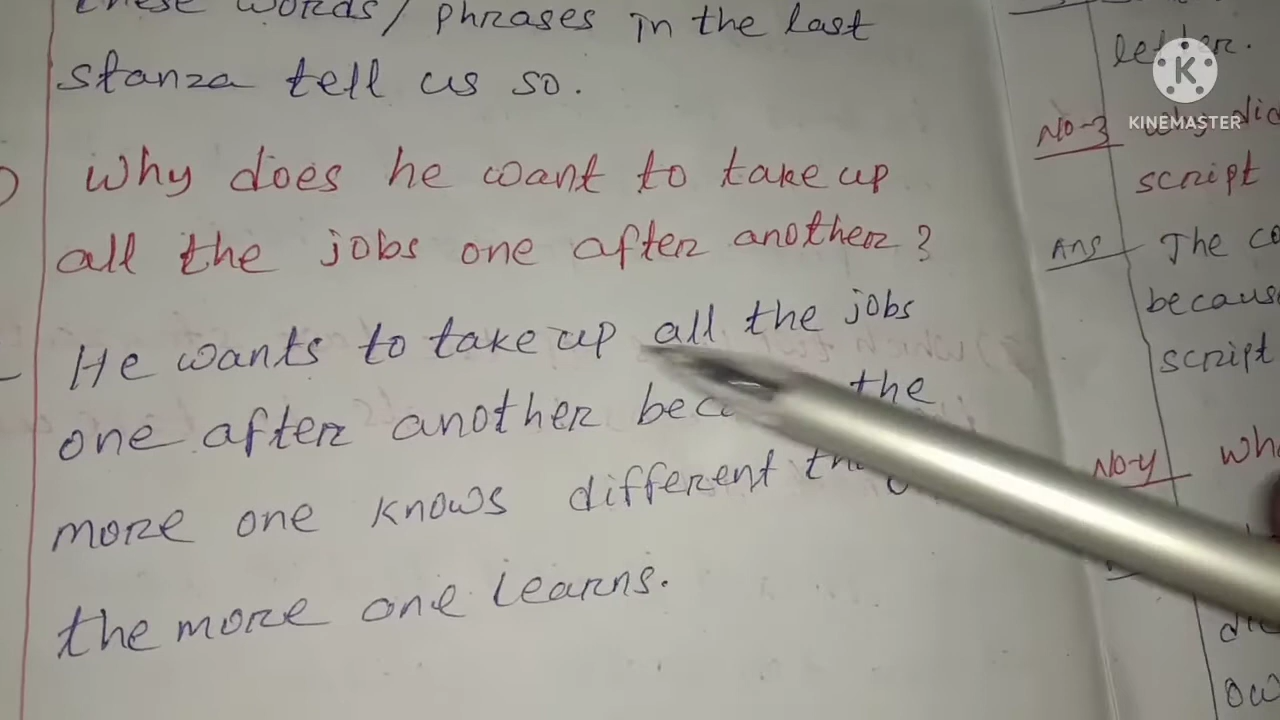 these words/ phrases in the last
stanza tell us so.
Why does he want to take up
all the jobs one after another?
He wants to take up all the jobs
one after another the
more one knows different
the more one learns.
letter.
No-3
script
Ans The
because
script
No-4
KINEMASTER